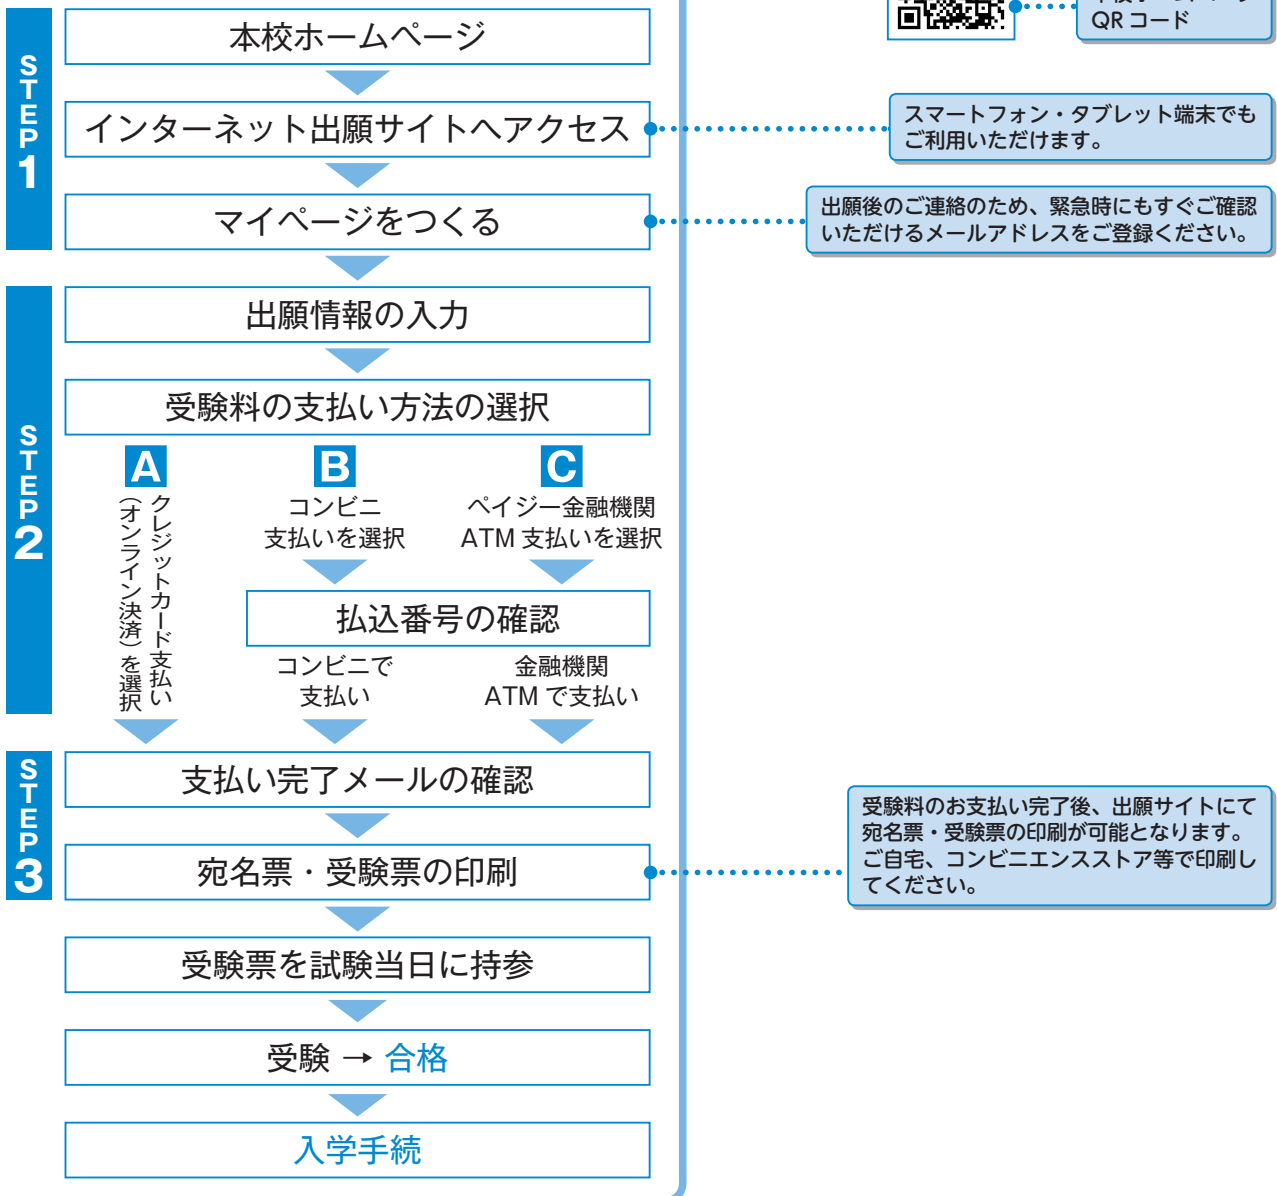 STEP1
本校ホームページ
QRコード
インターネット出願サイトへアクセス
スマートフォン・タブレット端末でも
ご利用いただけます。
マイページをつくる
出願後のご連絡のため、緊急時にもすぐご確認
いただけるメールアドレスをご登録ください。
STEP2
出願情報の入力
受験料の支払い方法の選択
A
クレジットカード支払い
（オンライン決済）を選択
B
コンビニ
支払いを選択
C
ペイジー金融機関
ATM 支払いを選択
払込番号の確認
コンビニで
支払い
金融機関
ATM で支払い
STEP3
支払い完了メールの確認
宛名票・受験票の印刷
受験料のお支払い完了後、出願サイトにて
宛名票・受験票の印刷が可能となります。
ご自宅、コンビニエンスストア等で印刷し
てください。
受験票を試験当日に持参
受験 → 合格
入学手続